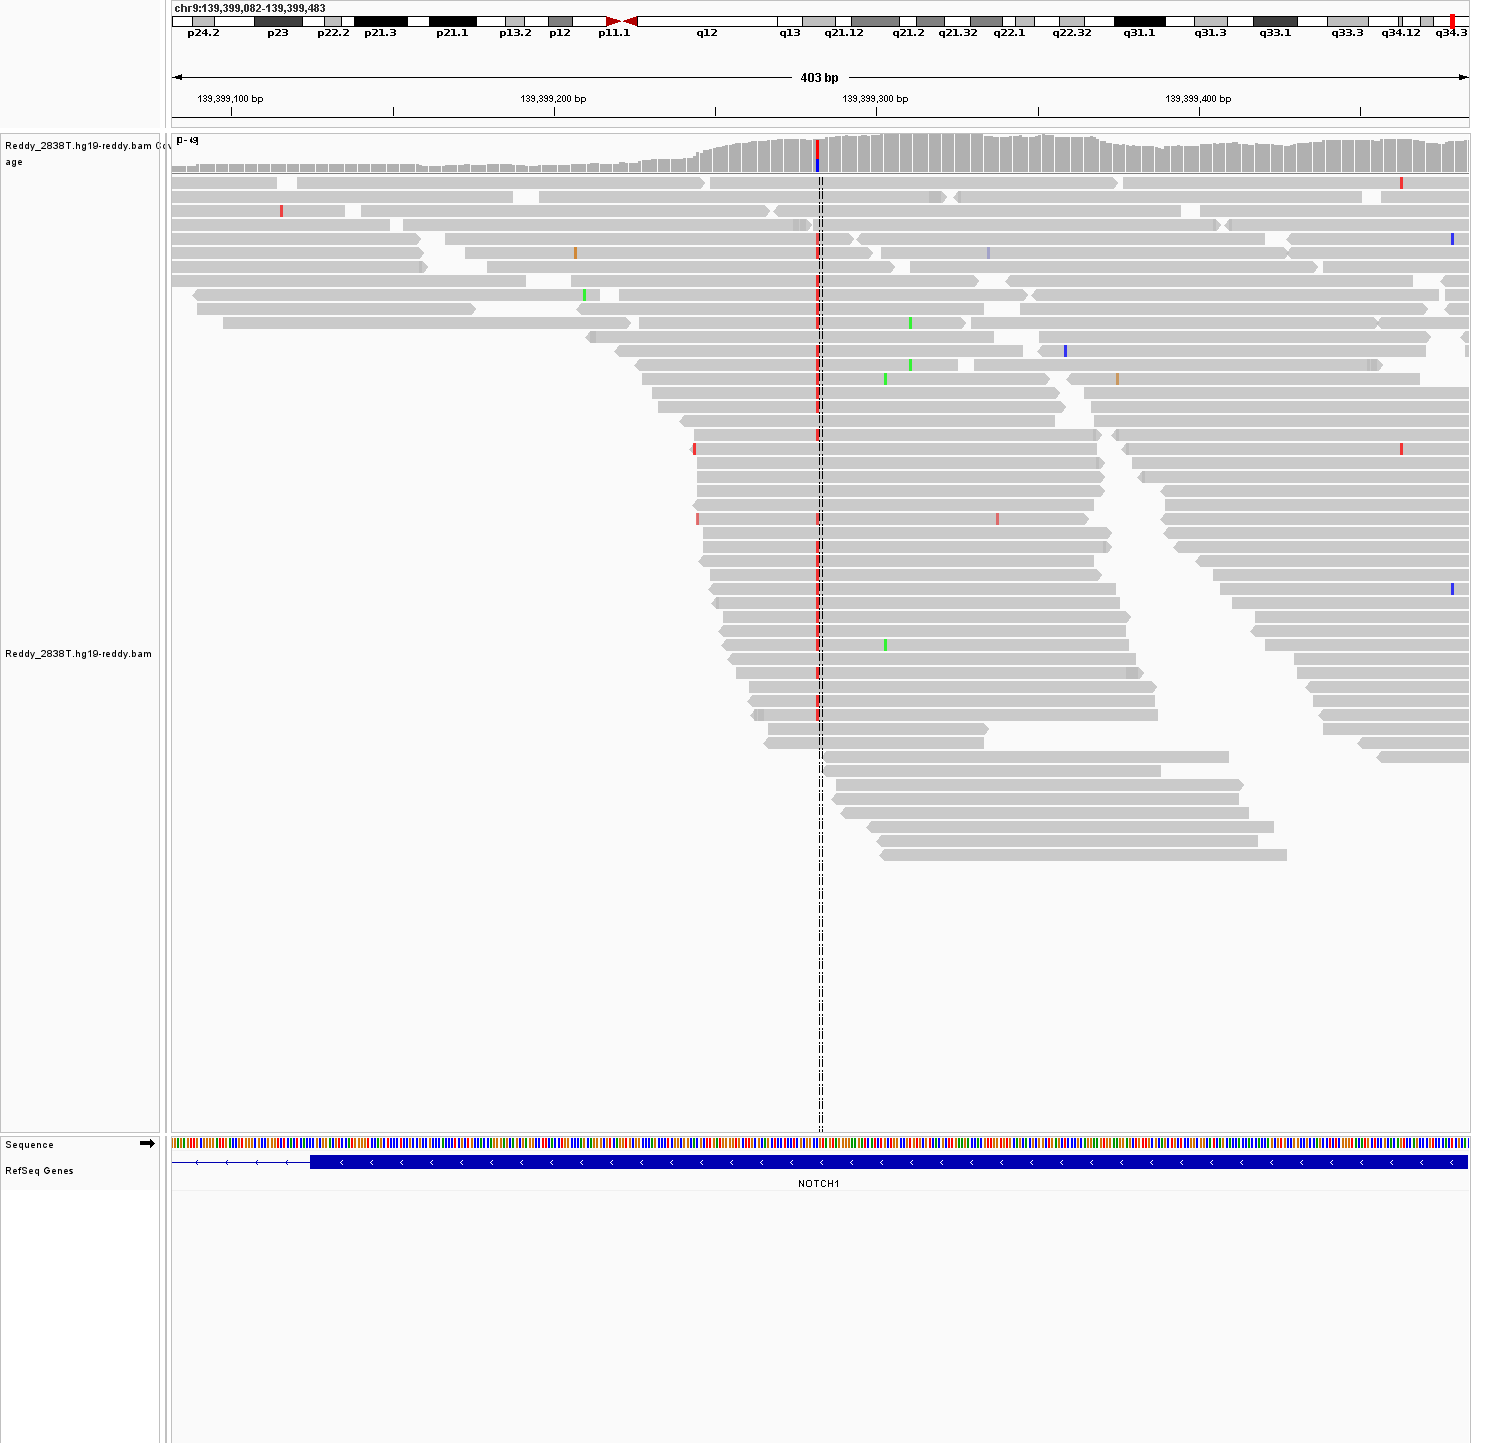 chr9:139,399,082-139,399,483
p24.2 p23 p22.2 p21.3 p21.1 p13.2 p12 p11.1 q12 q13 q21.12 q21.2 q21.32 q22.1 q22.32 q31.1 q31.3 q33.1 q33.3 q34.12 q34.3
403 bp
139,399,100 bp 139,399,200 bp 139,399,300 bp 139,399,400 bp
Reddy_2838T.hg19-reddy.bam Cov
age
Reddy_2838T.hg19-reddy.bam
Sequence
RefSeq Genes
NOTCH1